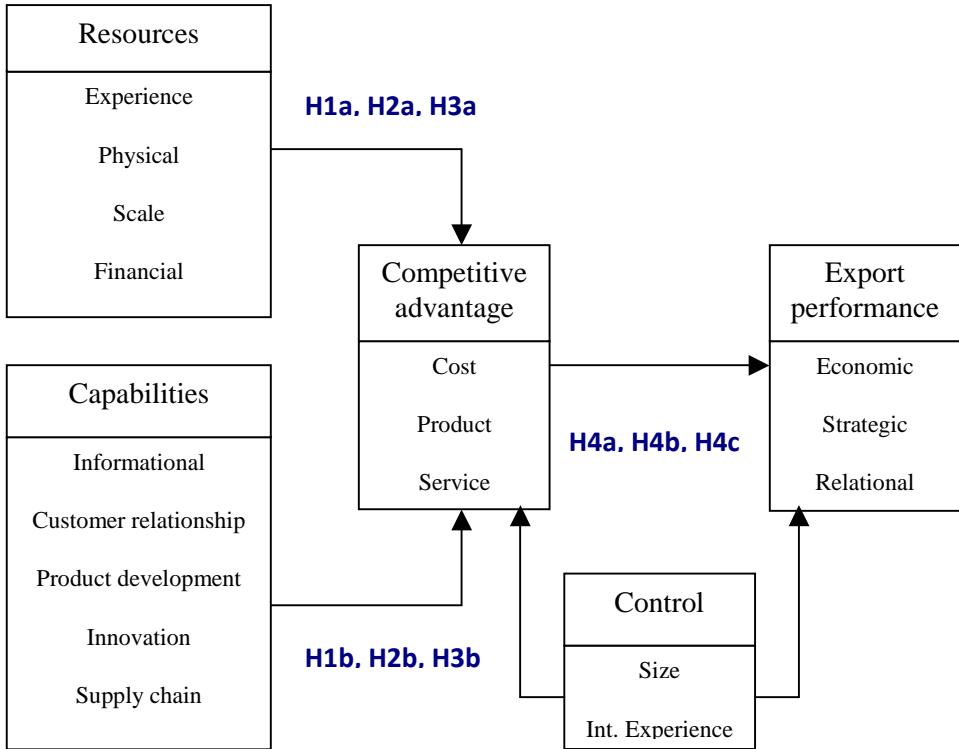 Resources
Experience
Physical
Scale
Financial
H1a, H2a, H3a
Competitive
advantage
Cost
Product
Service
Export
performance
Economic
Strategic
Relational
H4a, H4b, H4c
Capabilities
Informational
Customer relationship
Product development
Innovation
Supply chain
H1b, H2b, H3b
Control
Size
Int. Experience